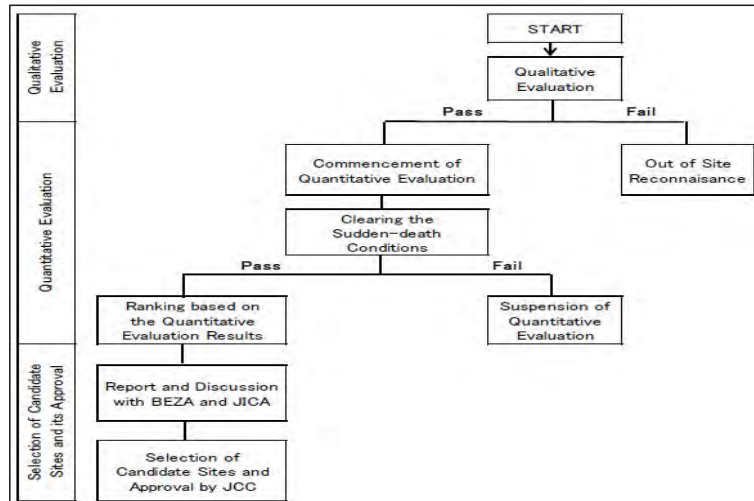 START
Qualitative
Evaluation
Qualitative
Evaluation
Pass
Fail
Commencement of
Quantitative Evaluation
Out of Site
Reconnaisance
Quantitative Evaluation
Clearing the
Sudden-death
Conditions
Pass
Fail
Ranking based on
the Quantitative
Evaluation Results
Suspension of
Quantitative
Evaluation
Selection of Candidate
Sites and its Approval
Report and Discussion
with BEZA and JICA
Selection of
Candidate Sites and
Approval by JCC